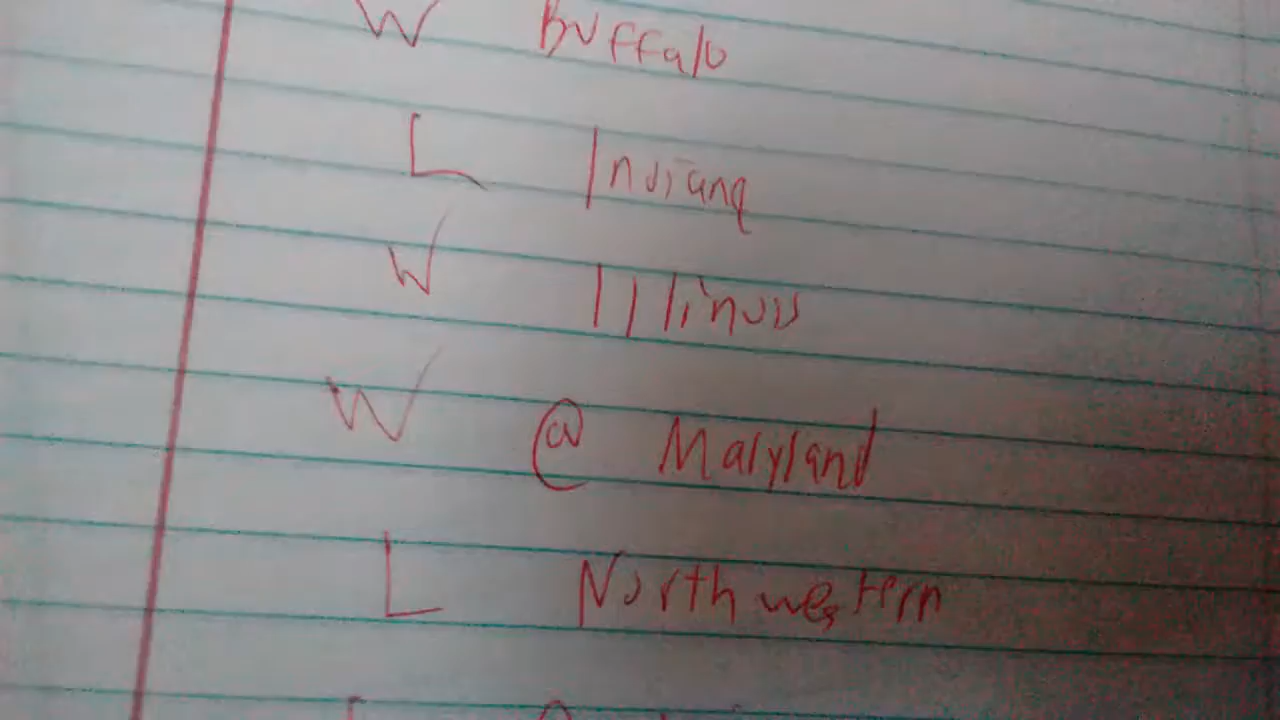 W Buffalo
L Indiana
W Illinois
W @ Maryland
L Northwestern